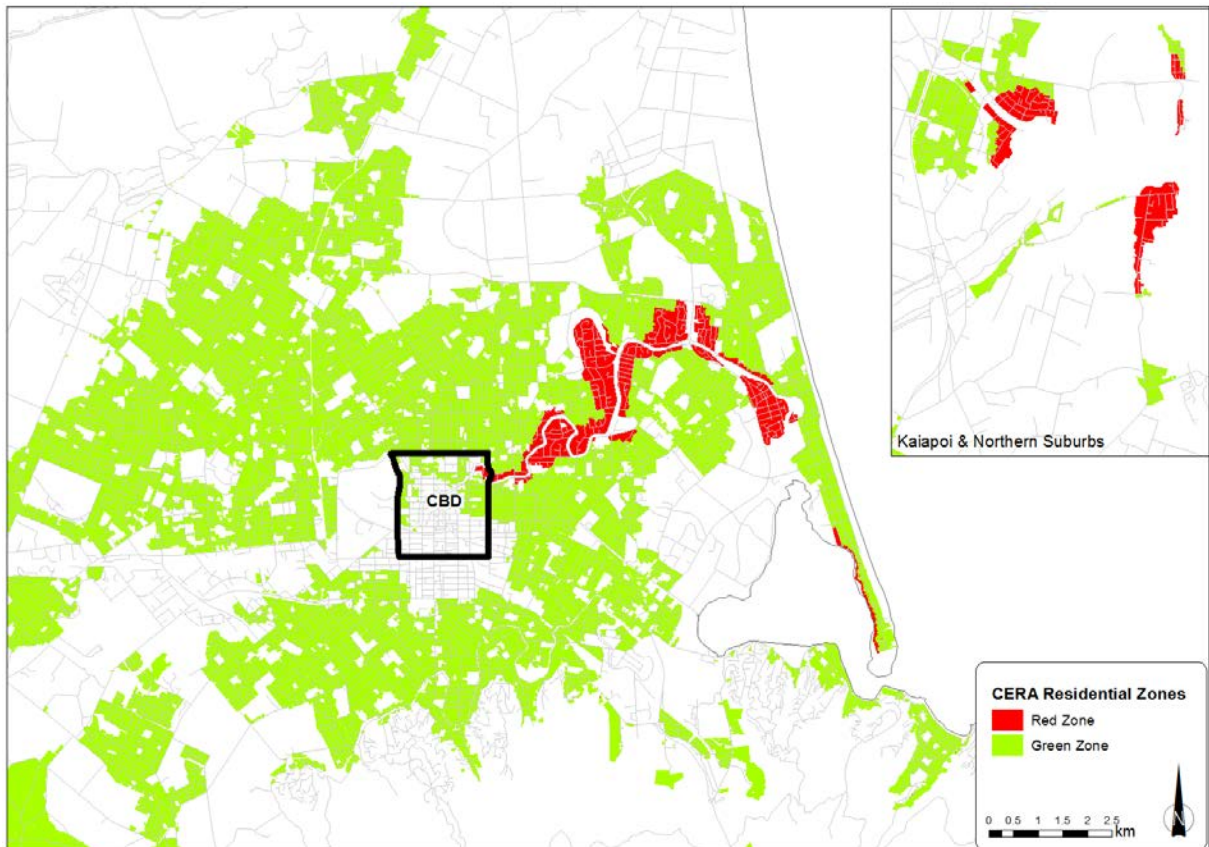 Kaiapoi & Northern Suburbs
CBD
CERA Residential Zones
Red Zone
Green Zone
0 0.5 1 1.5 2 2.5
km
N